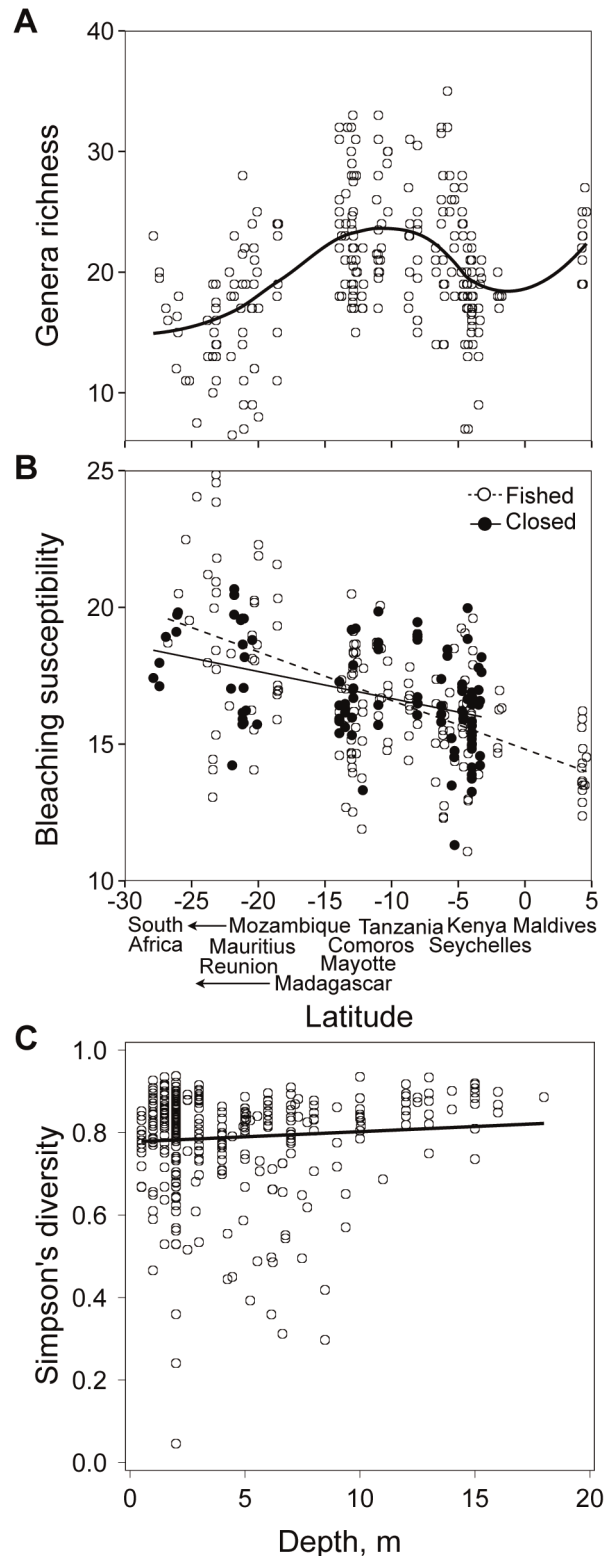 A
40
30
20
10
Genera richness
B
25
20
15
10
Bleaching susceptibility
Fished
Closed
-30 -25 -20 -15 -10 -5 0 5
South Mozambique Tanzania Kenya Maldives
Africa Mauritius Comoros Seychelles
Reunion Mayotte
Madagascar
Latitude
C
1.0
0.8
0.6
0.4
0.2
0.0
Simpson's diversity
0 5 10 15 20
Depth, m